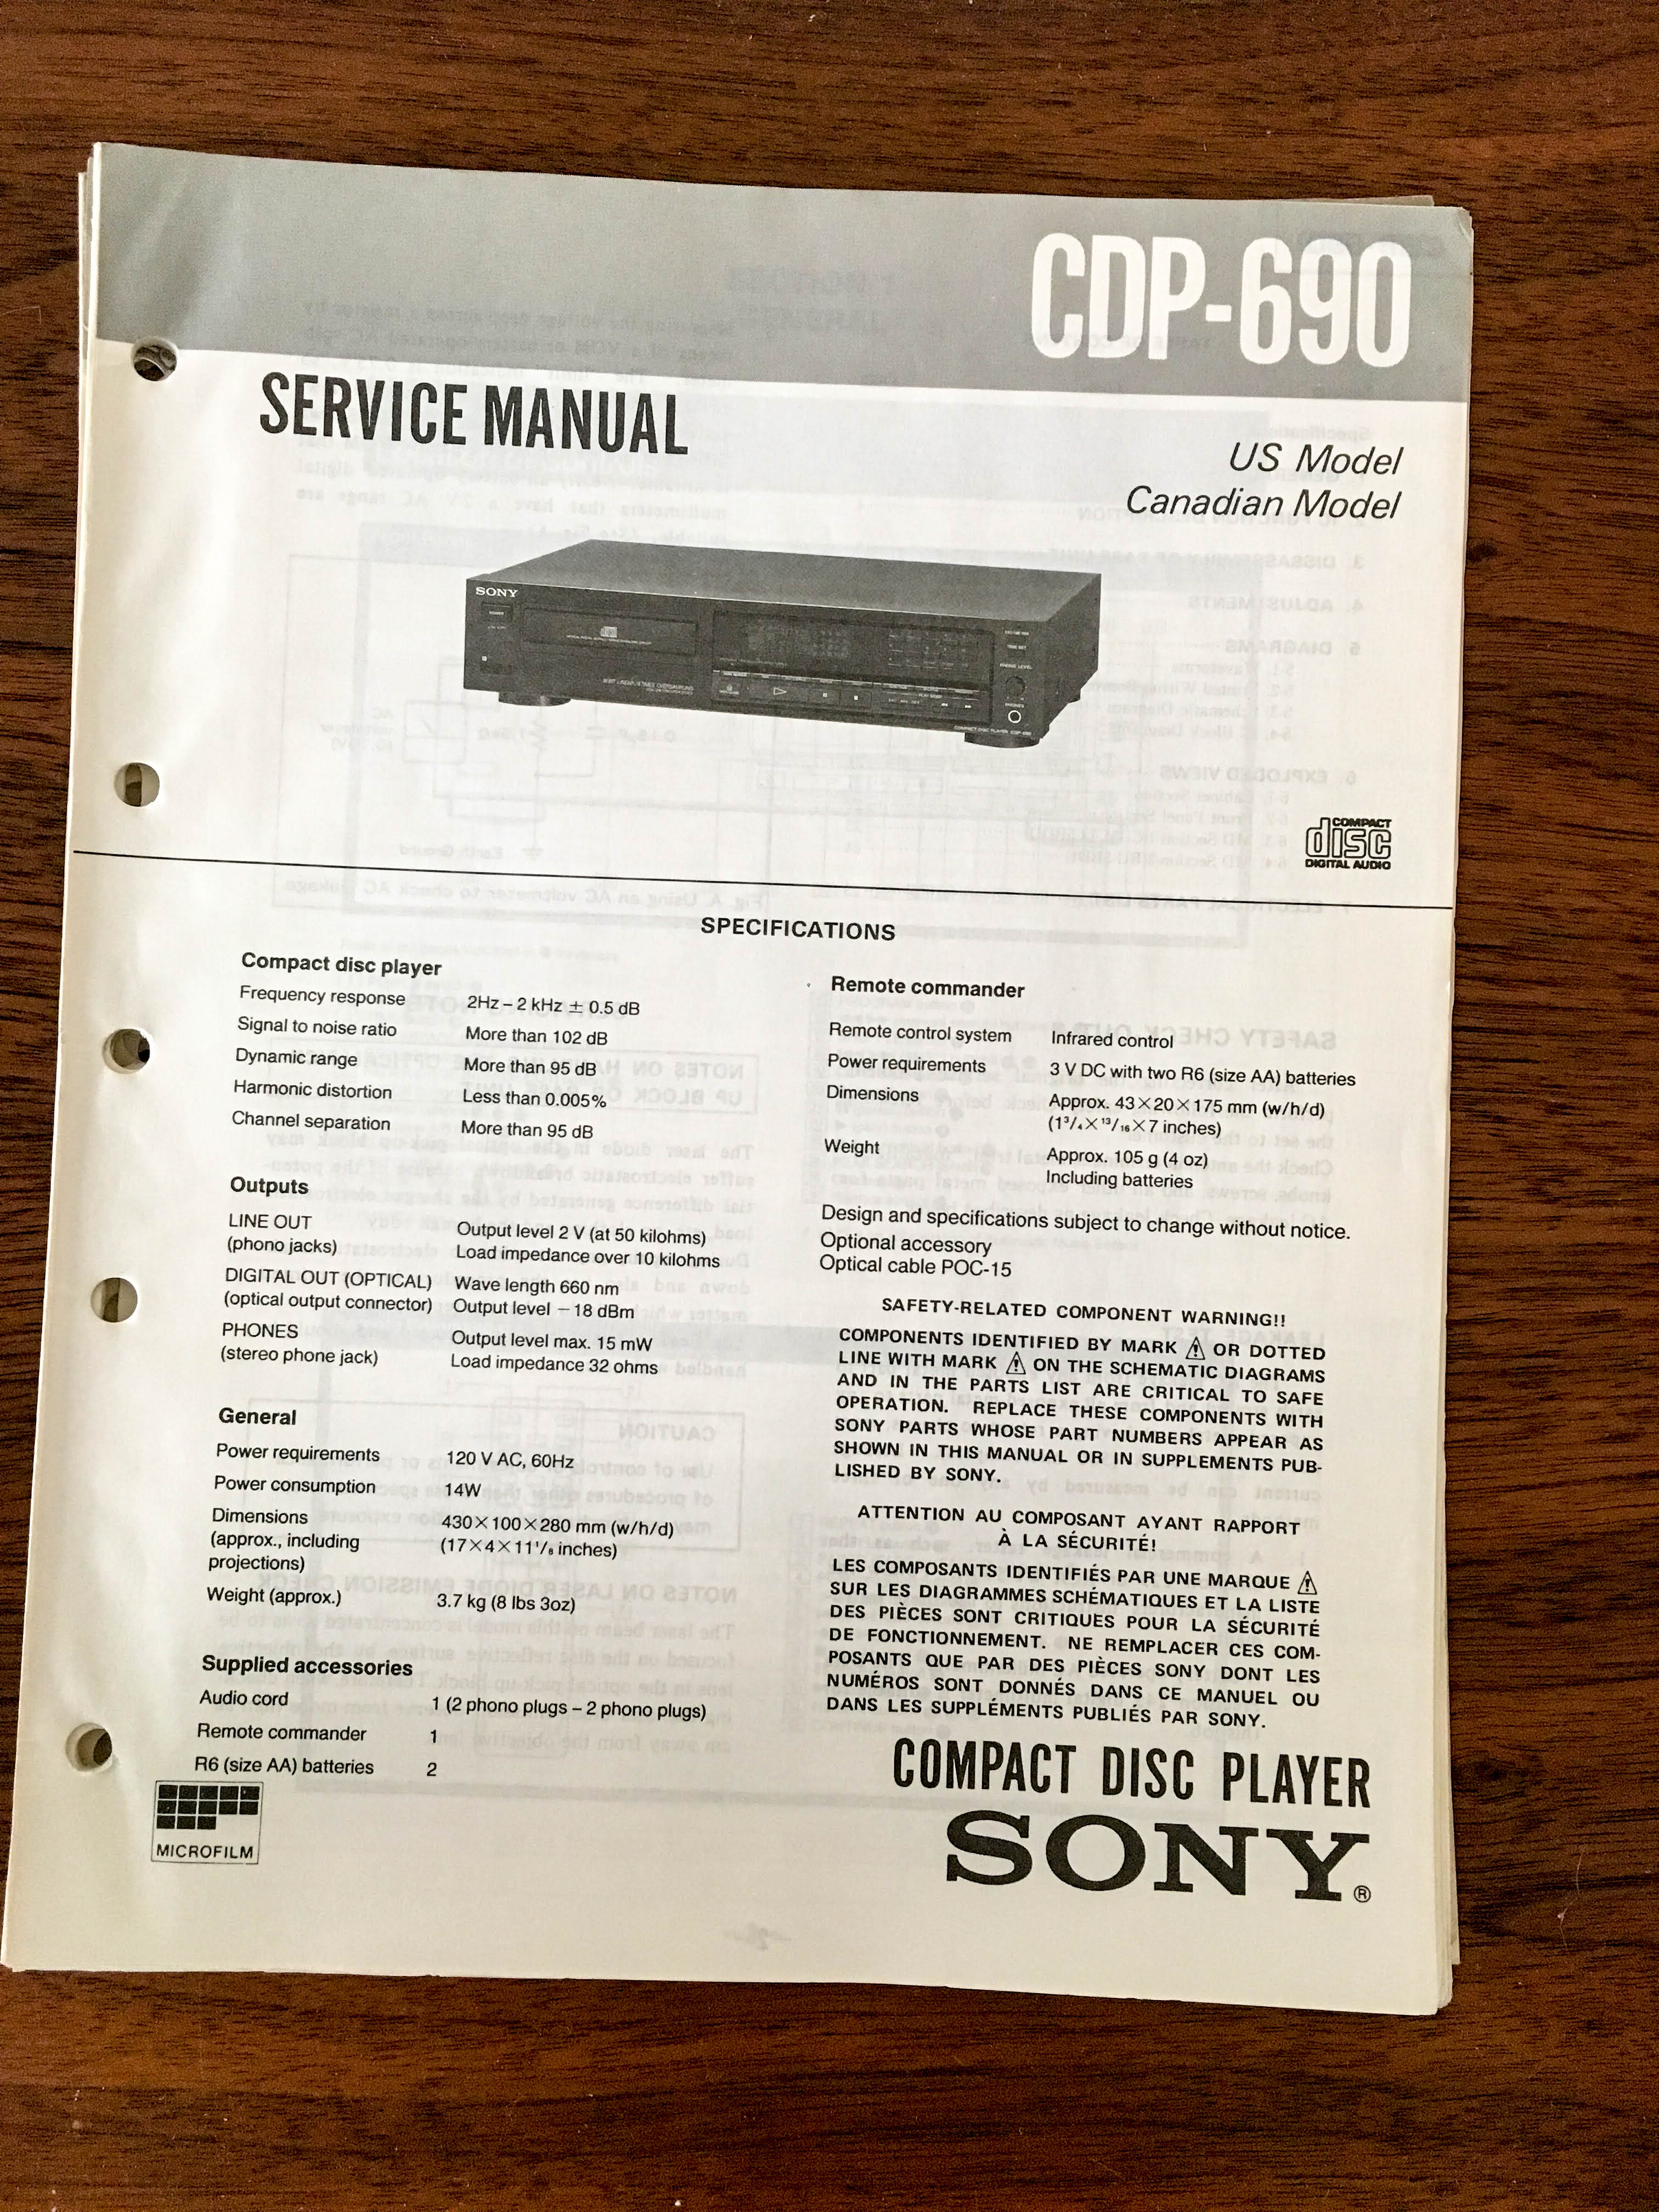 CDP-690
SERVICE MANUAL
US Model
Canadian Model
SONY
COMPACT
disc
DIGITAL AUDIO
SPECIFICATIONS
Compact disc player
Frequency response 2Hz – 2 kHz ± 0.5 dB
Signal to noise ratio More than 102 dB
Dynamic range More than 95 dB
Harmonic distortion Less than 0.005%
Channel separation More than 95 dB
Outputs
LINE OUT Output level 2 V (at 50 kilohms)
(phono jacks) Load impedance over 10 kilohms
DIGITAL OUT (OPTICAL) Wave length 660 nm
(optical output connector) Output level – 18 dBm
PHONES Output level max. 15 mW
(stereo phone jack) Load impedance 32 ohms
General
Power requirements 120 V AC, 60Hz
Power consumption 14W
Dimensions 430×100×280 mm (w/h/d)
(approx., including (17×4×11¹/₈ inches)
projections)
Weight (approx.) 3.7 kg (8 lbs 3oz)
Supplied accessories
Audio cord 1 (2 phono plugs – 2 phono plugs)
Remote commander 1
R6 (size AA) batteries 2
MICROFILM
Remote commander
Remote control system Infrared control
Power requirements 3 V DC with two R6 (size AA) batteries
Dimensions Approx. 43×20×175 mm (w/h/d)
(1³/₄×¹³/₁₆×7 inches)
Weight Approx. 105 g (4 oz)
Including batteries
Design and specifications subject to change without notice.
Optional accessory
Optical cable POC-15
SAFETY-RELATED COMPONENT WARNING!!
COMPONENTS IDENTIFIED BY MARK ⚠ OR DOTTED
LINE WITH MARK ⚠ ON THE SCHEMATIC DIAGRAMS
AND IN THE PARTS LIST ARE CRITICAL TO SAFE
OPERATION. REPLACE THESE COMPONENTS WITH
SONY PARTS WHOSE PART NUMBERS APPEAR AS
SHOWN IN THIS MANUAL OR IN SUPPLEMENTS PUB-
LISHED BY SONY.
ATTENTION AU COMPOSANT AYANT RAPPORT
À LA SÉCURITÉ!
LES COMPOSANTS IDENTIFIÉS PAR UNE MARQUE ⚠
SUR LES DIAGRAMMES SCHÉMATIQUES ET LA LISTE
DES PIÈCES SONT CRITIQUES POUR LA SÉCURITÉ
DE FONCTIONNEMENT. NE REMPLACER CES COM-
POSANTS QUE PAR DES PIÈCES SONY DONT LES
NUMÉROS SONT DONNÉS DANS CE MANUEL OU
DANS LES SUPPLÉMENTS PUBLIÉS PAR SONY.
COMPACT DISC PLAYER
SONY®